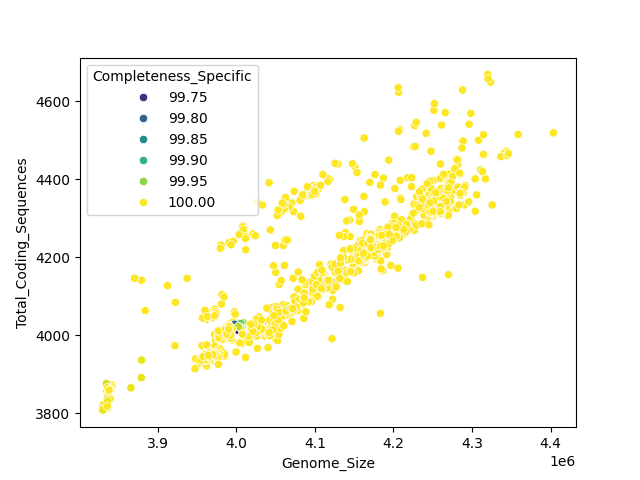 Completeness_Specific
99.75
99.80
99.85
99.90
99.95
100.00
4600
4400
4200
4000
3800
Total_Coding_Sequences
3.9 4.0 4.1 4.2 4.3 4.4
1e6
Genome_Size